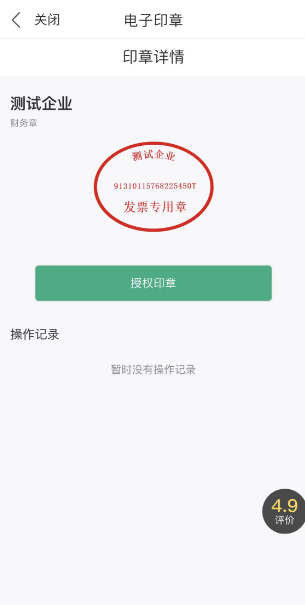 关闭 电子印章
印章详情
测试企业
财务章
测试企业
91310115768225450T
发票专用章
授权印章
操作记录
暂时没有操作记录
4.9
评价